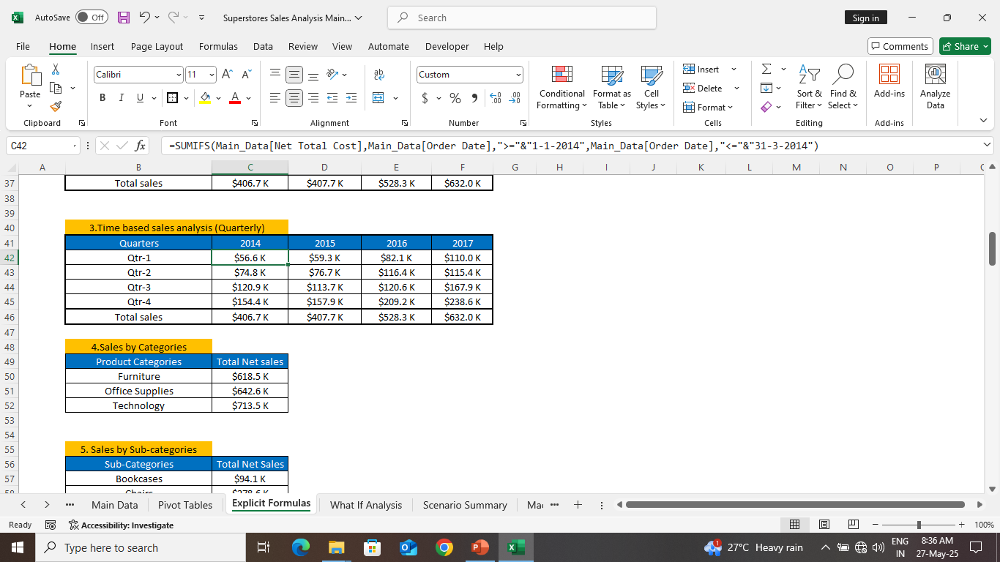 AutoSave Off Superstores Sales Analysis Main... Search Sign in
File Home Insert Page Layout Formulas Data Review View Automate Developer Help Comments Share
Paste Calibri 11 A A ab Custom Conditional Formatting Format as Table Cell Styles Insert Delete Format Sort & Filter Find & Select Add-ins Analyze Data
B I U A $ % 9 .00
Clipboard Font Alignment Number Styles Cells Editing Add-ins
C42 fx =SUMIFS(Main_Data[Net Total Cost],Main_Data[Order Date],">="&"1-1-2014",Main_Data[Order Date],"<="&"31-3-2014")
A B C D E F G H I J K L M N O P
37 Total sales $406.7 K $407.7 K $528.3 K $632.0 K
38
39
40 3.Time based sales analysis (Quarterly)
41 Quarters 2014 2015 2016 2017
42 Qtr-1 $56.6 K $59.3 K $82.1 K $110.0 K
43 Qtr-2 $74.8 K $76.7 K $116.4 K $115.4 K
44 Qtr-3 $120.9 K $113.7 K $120.6 K $167.9 K
45 Qtr-4 $154.4 K $157.9 K $209.2 K $238.6 K
46 Total sales $406.7 K $407.7 K $528.3 K $632.0 K
47
48 4.Sales by Categories
49 Product Categories Total Net sales
50 Furniture $618.5 K
51 Office Supplies $642.6 K
52 Technology $713.5 K
53
54
55 5. Sales by Sub-categories
56 Sub-Categories Total Net Sales
57 Bookcases $94.1 K
Main Data Pivot Tables Explicit Formulas What If Analysis Scenario Summary
Ready Accessibility: Investigate 100%
Type here to search 1 27°C Heavy rain ENG 8:36 AM
IN 27-May-25